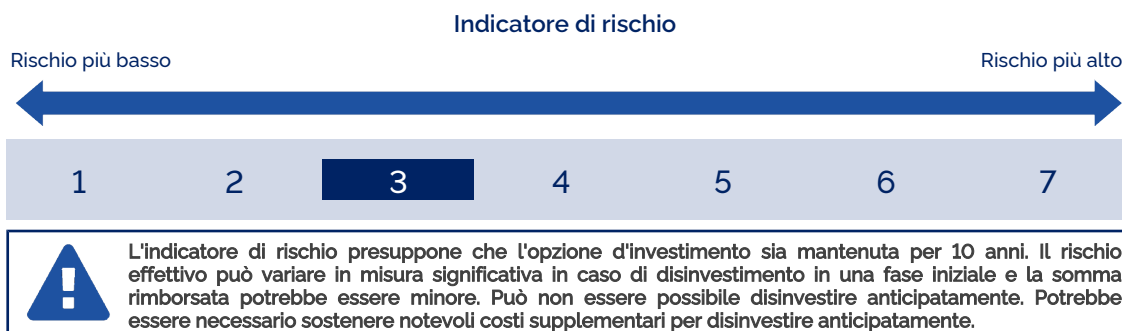 Indicatore di rischio
Rischio più basso
Rischio più alto
1 2 3 4 5 6 7
L'indicatore di rischio presuppone che l'opzione d'investimento sia mantenuta per 10 anni. Il rischio
effettivo può variare in misura significativa in caso di disinvestimento in una fase iniziale e la somma
rimborsata potrebbe essere minore. Può non essere possibile disinvestire anticipatamente. Potrebbe
essere necessario sostenere notevoli costi supplementari per disinvestire anticipatamente.